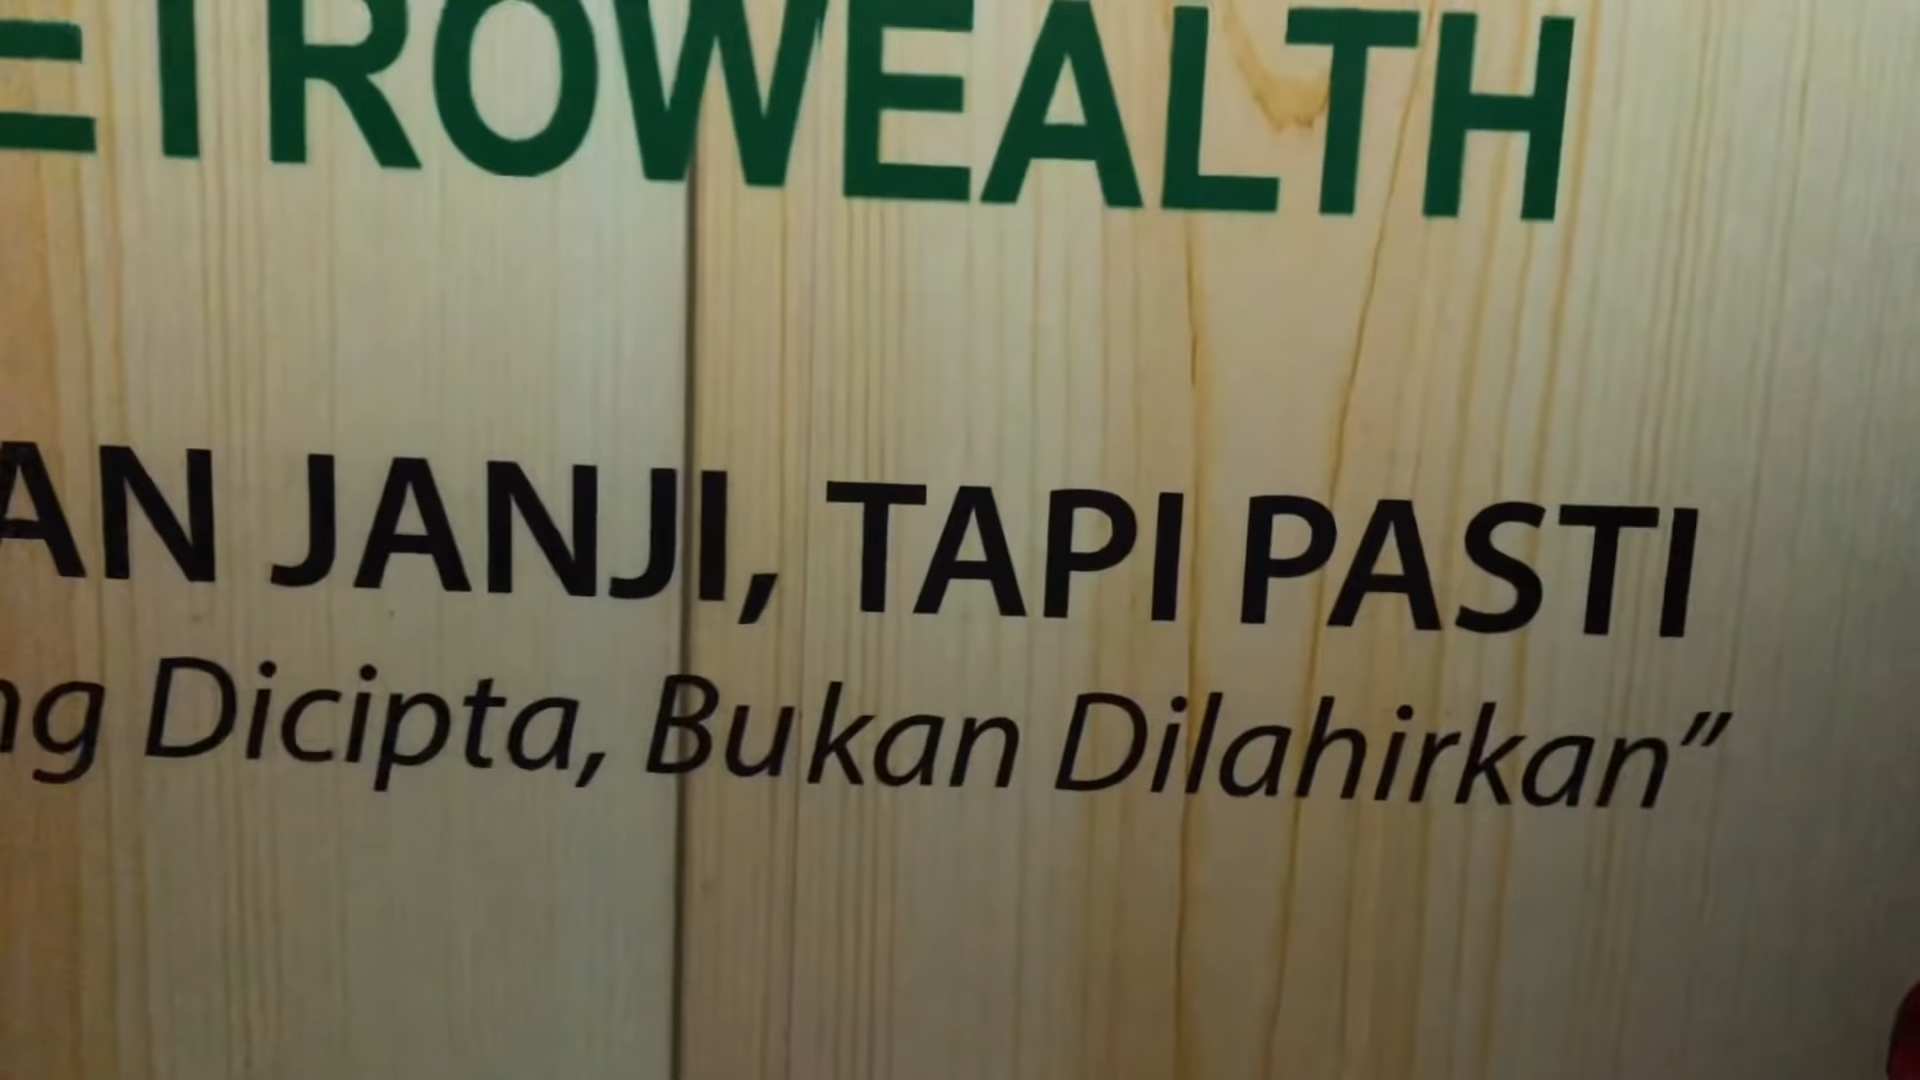 ETROWEALTH
AN JANJI, TAPI PASTI
ng Dicipta, Bukan Dilahirkan”